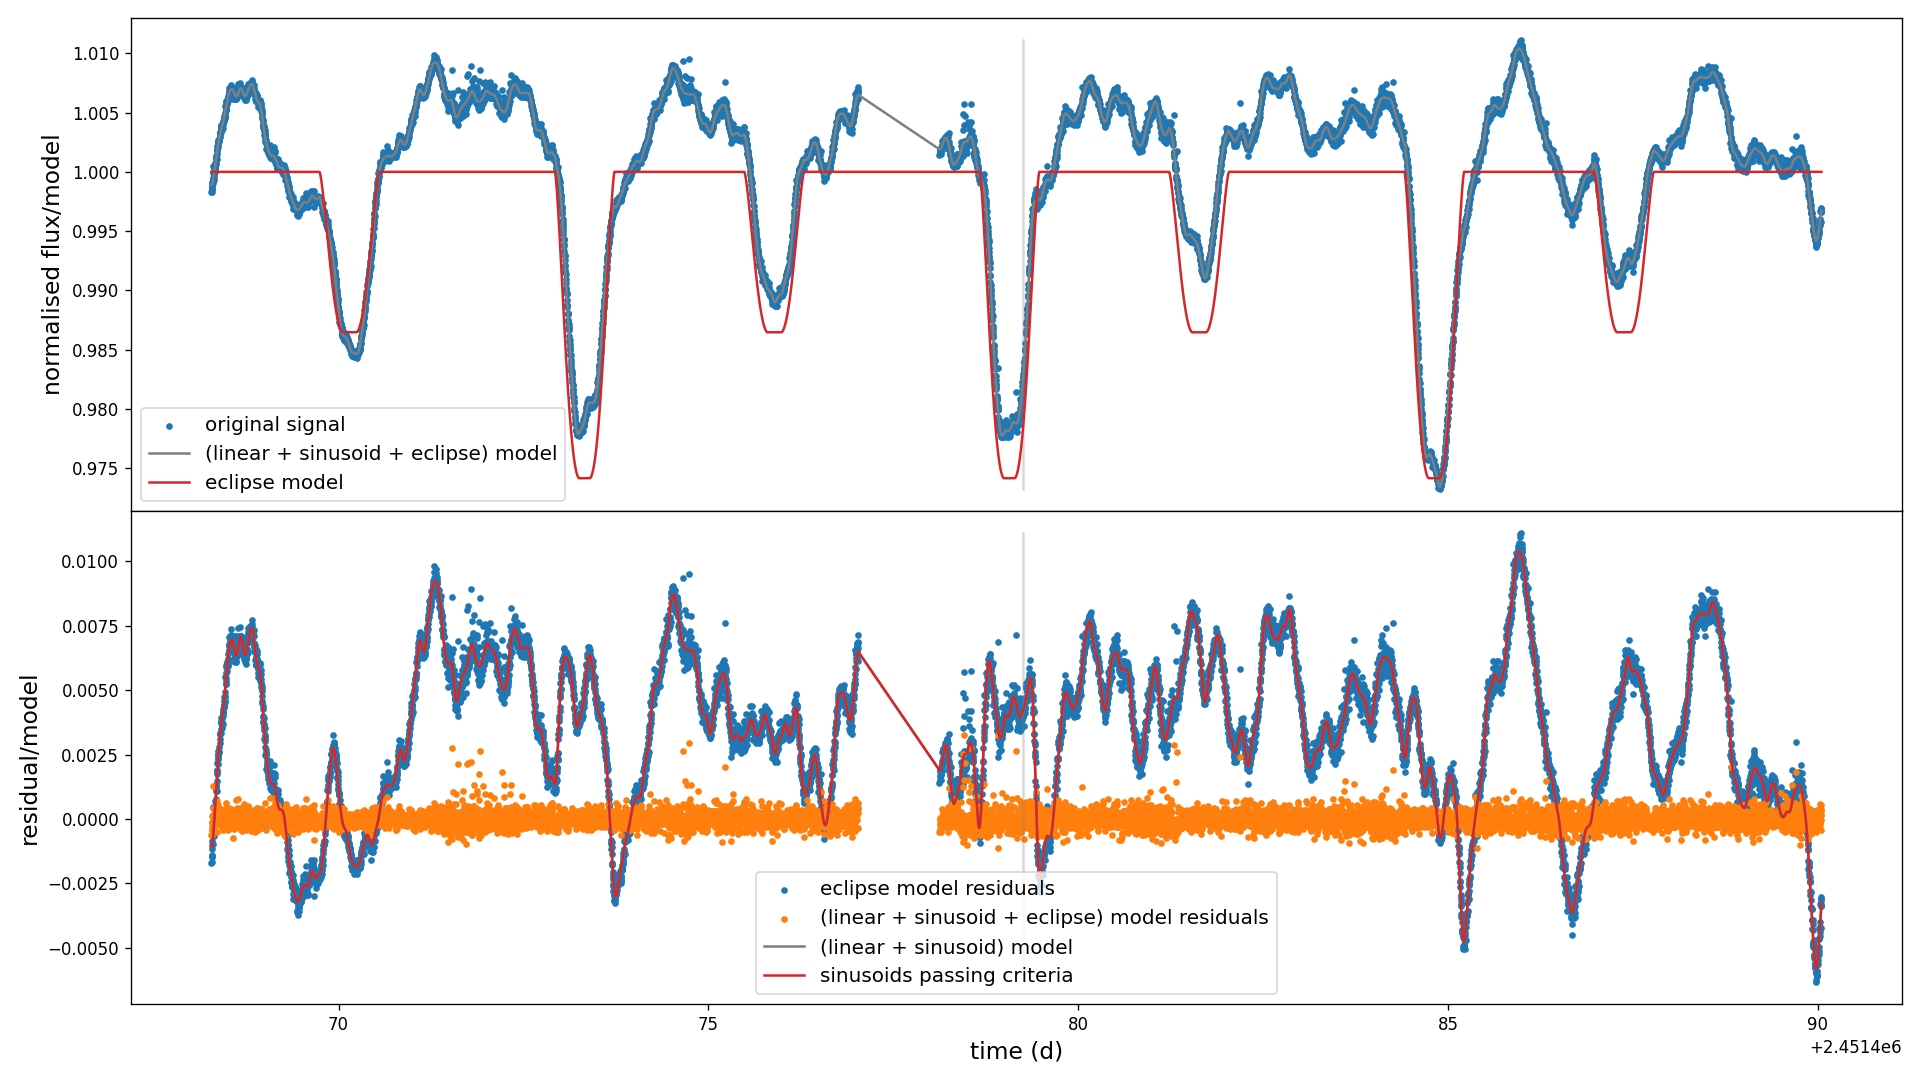 normalised flux/model
1.010
1.005
1.000
0.995
0.990
0.985
0.980
0.975
original signal
(linear + sinusoid + eclipse) model
eclipse model
residual/model
0.0100
0.0075
0.0050
0.0025
0.0000
−0.0025
−0.0050
eclipse model residuals
(linear + sinusoid + eclipse) model residuals
(linear + sinusoid) model
sinusoids passing criteria
70 75 80 85 90
time (d)
+2.4514e6